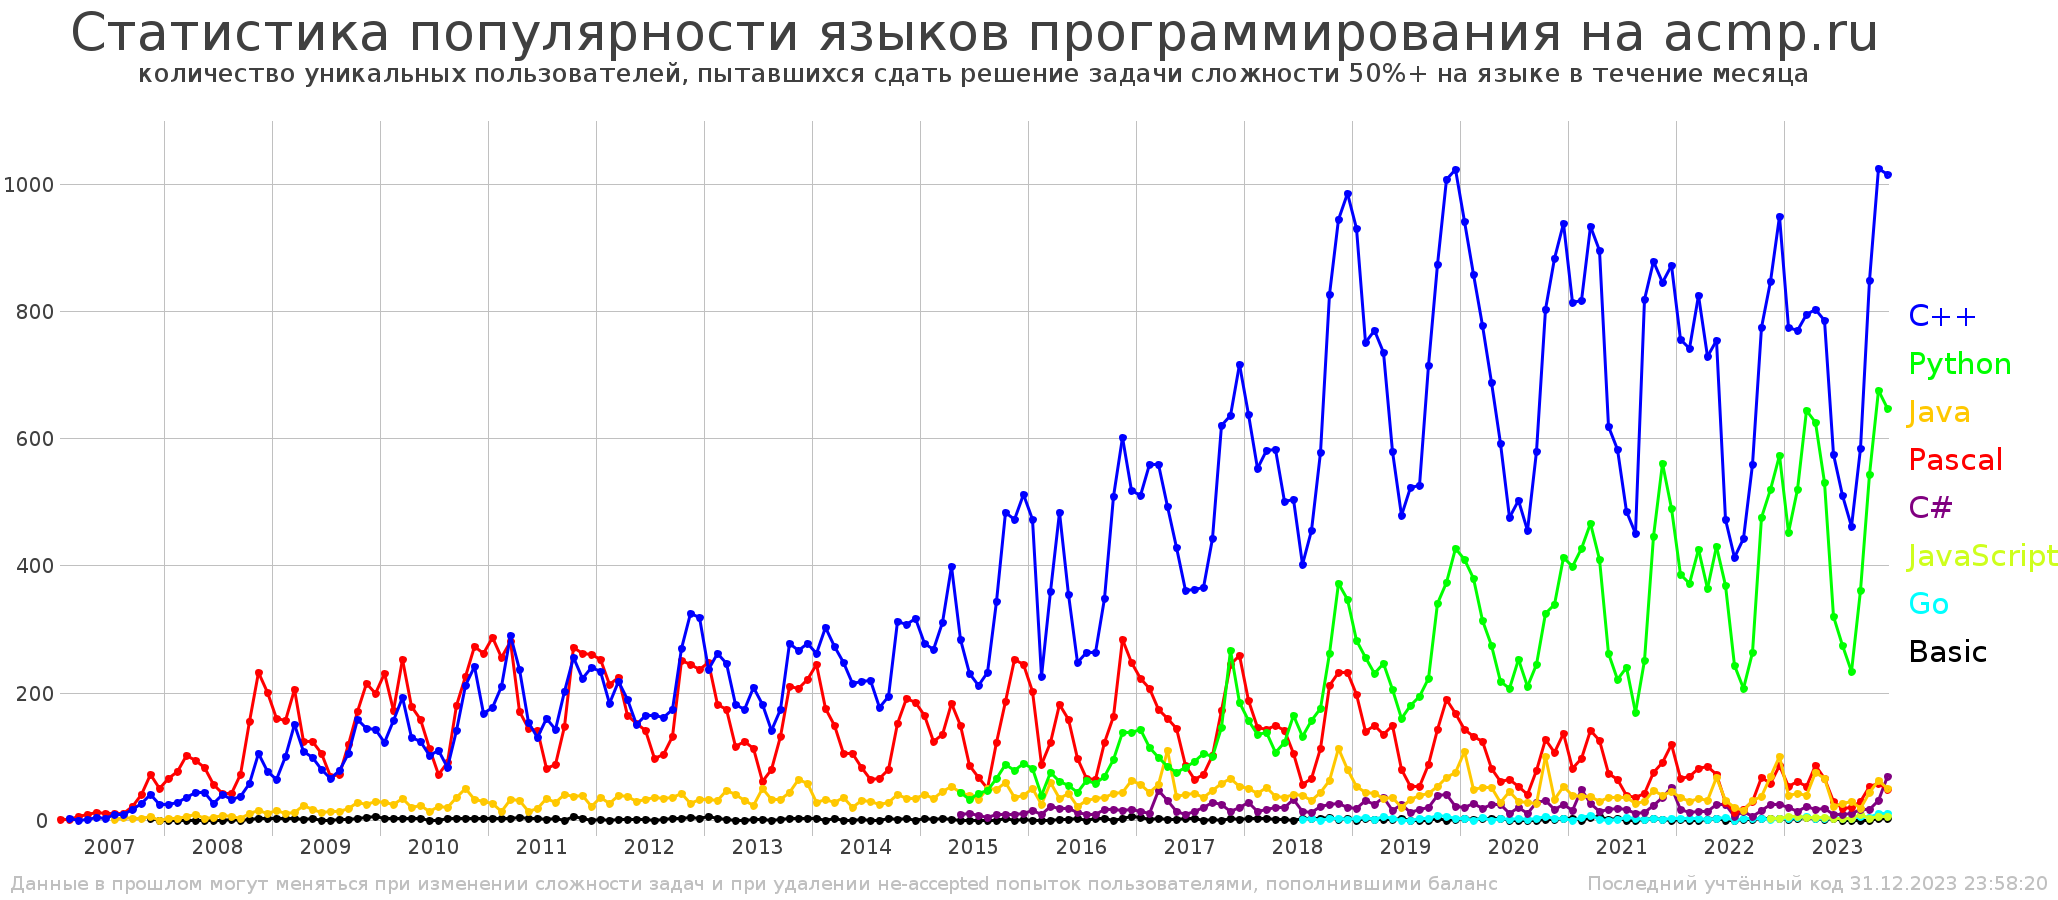 Статистика популярности языков программирования на acmp.ru
количество уникальных пользователей, пытавшихся сдать решение задачи сложности 50%+ на языке в течение месяца
1000
800
600
400
200
0
C++
Python
Java
Pascal
C#
JavaScript
Go
Basic
2007 2008 2009 2010 2011 2012 2013 2014 2015 2016 2017 2018 2019 2020 2021 2022 2023
Данные в прошлом могут меняться при изменении сложности задач и при удалении не-accepted попыток пользователями, пополнившими баланс
Последний учтённый код 31.12.2023 23:58:20